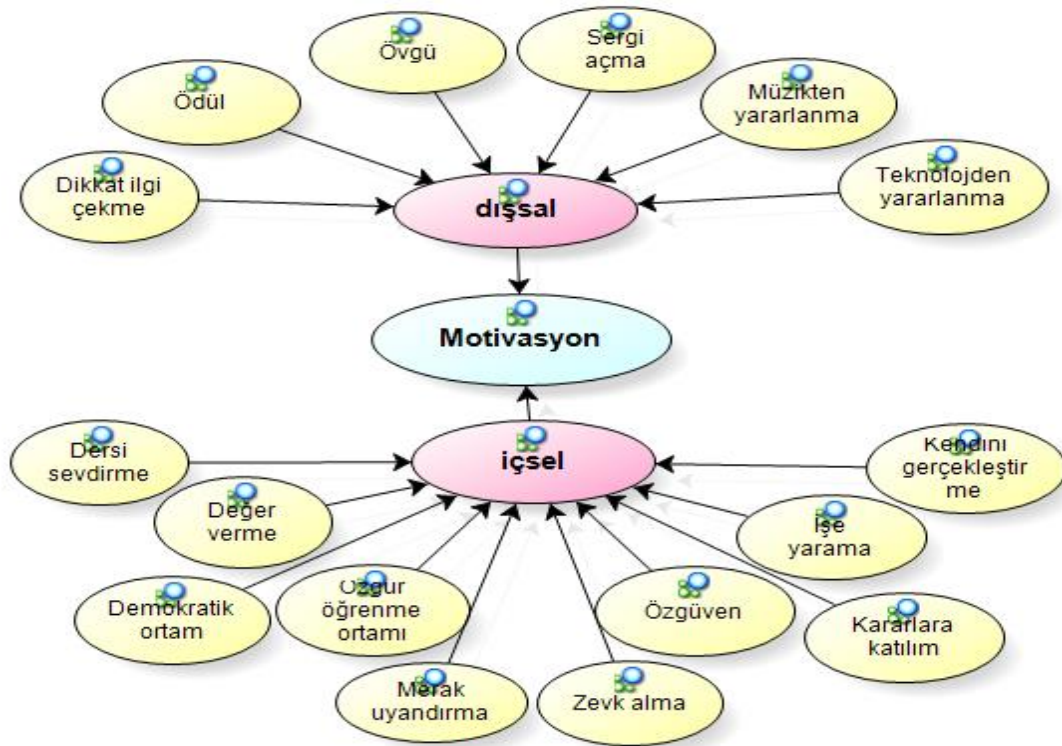 Övgü
Sergi
açma
Ödül
Müzikten
yararlanma
Dikkat ilgi
çekme
Teknolojden
yararlanma
dışsal
Motivasyon
Dersi
sevdirme
içsel
Kendini
gerçekleştir
me
Değer
verme
İşe
yarama
Demokratik
ortam
Özgür
öğrenme
ortamı
Özgüven
Kararlara
katılım
Merak
uyandırma
Zevk alma